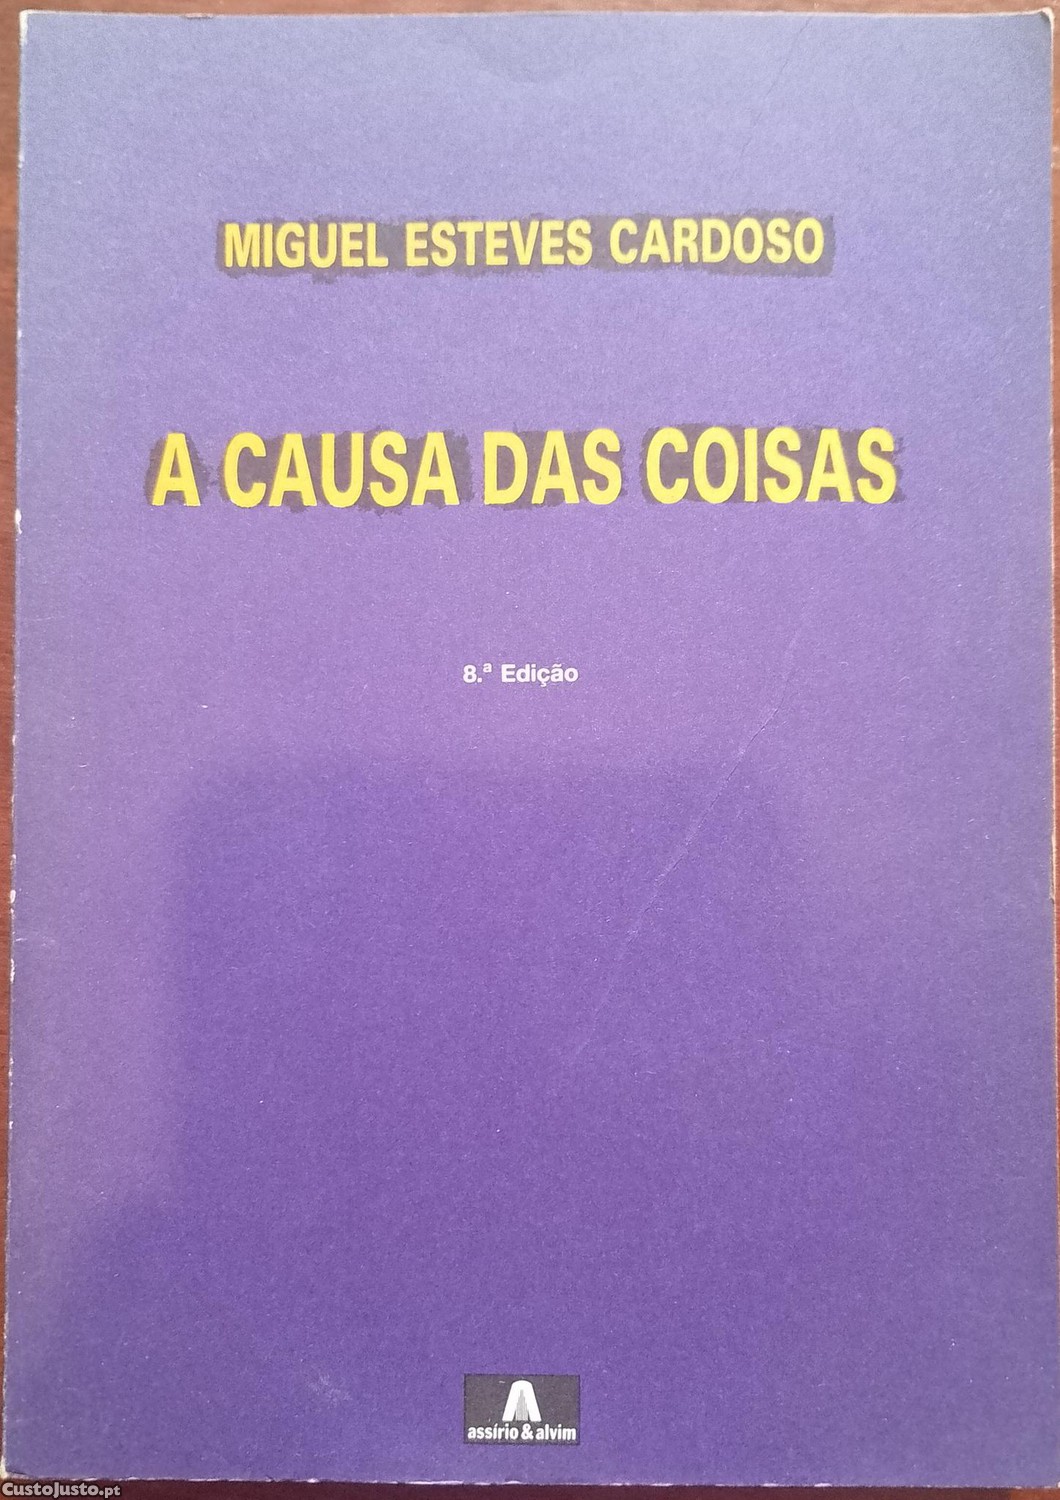 MIGUEL ESTEVES CARDOSO
A CAUSA DAS COISAS
8.ª Edição
assírio & alvim
CustoJusto.pt